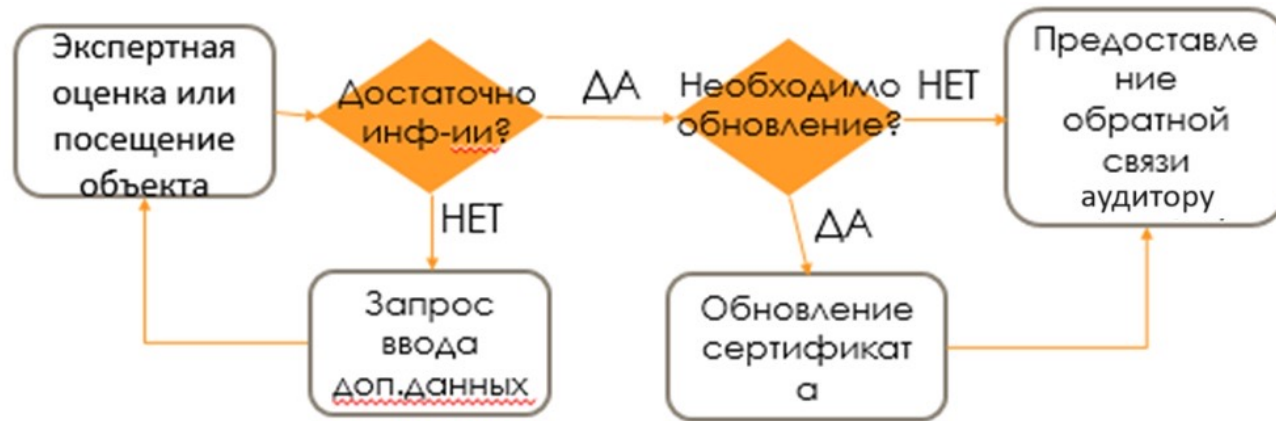 Экспертная
оценка или
посещение
объекта
Достаточно
инф-ии?
ДА
Необходимо
обновление?
НЕТ
Предоставле
ние
обратной
связи
аудитору
НЕТ
ДА
Запрос
ввода
доп.данных
Обновление
сертификат
а